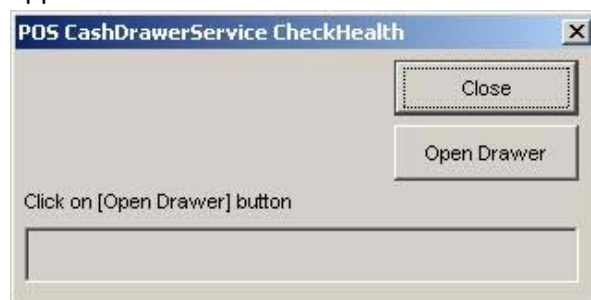 POS CashDrawerService CheckHealth
Close
Open Drawer
Click on [Open Drawer] button